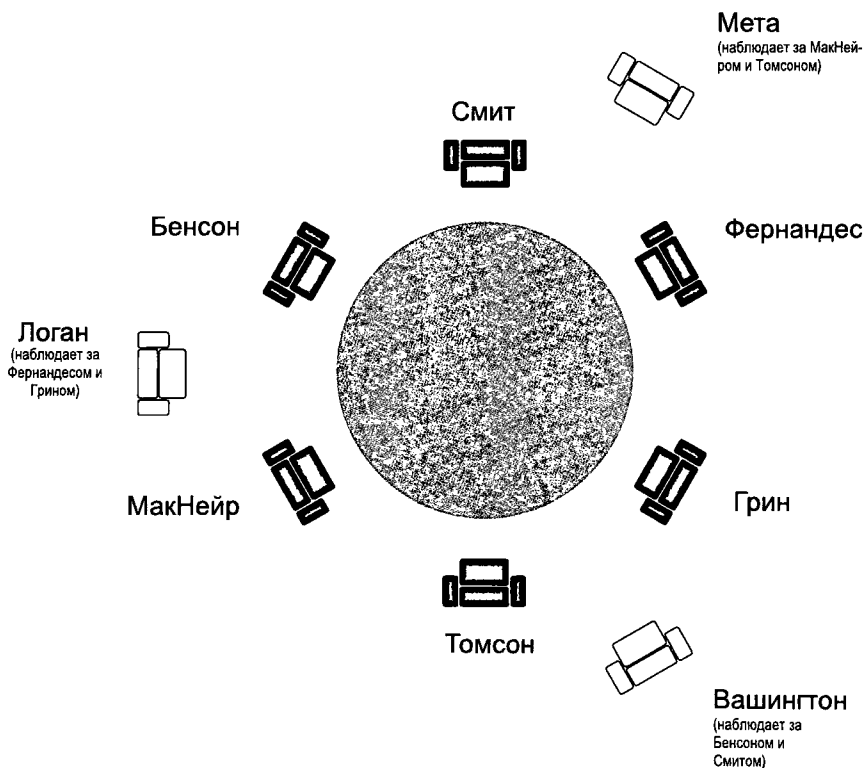 Мета
(наблюдает за МакНей-
ром и Томсоном)
Смит
Бенсон
Фернандес
Логан
(наблюдает за
Фернандесом и
Грином)
МакНейр
Грин
Томсон
Вашингтон
(наблюдает за
Бенсоном и
Смитом)